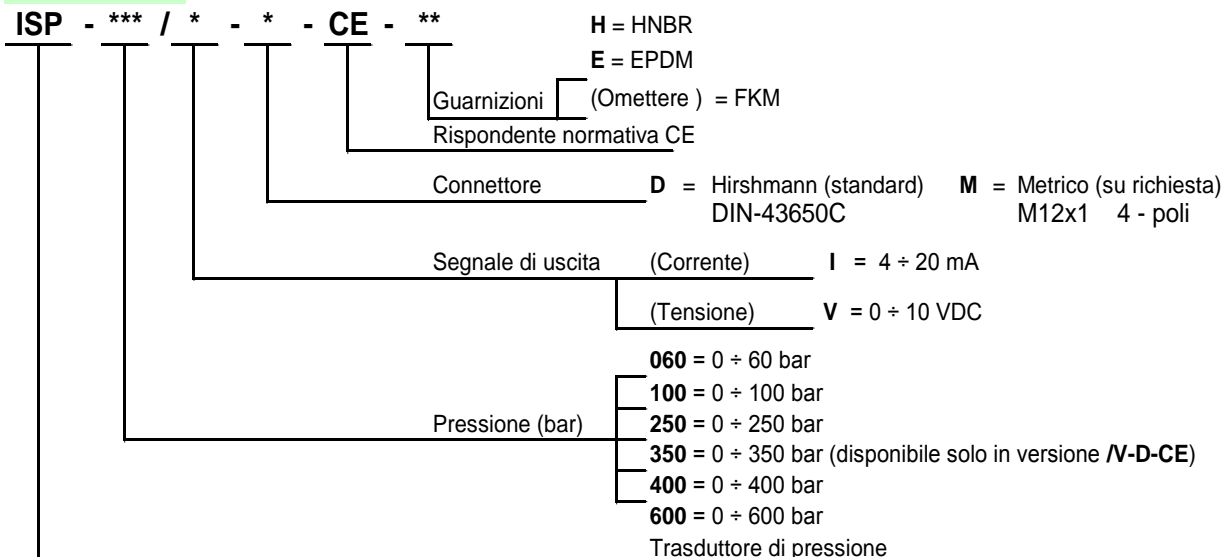 ISP - *** / * - * - CE - **
H = HNBR
E = EPDM
Guarnizioni (Omettere ) = FKM
Rispondente normativa CE
Connettore D = Hirshmann (standard) M = Metrico (su richiesta)
DIN-43650C M12x1 4 - poli
Segnale di uscita (Corrente) I = 4 ÷ 20 mA
(Tensione) V = 0 ÷ 10 VDC
060 = 0 ÷ 60 bar
100 = 0 ÷ 100 bar
Pressione (bar) 250 = 0 ÷ 250 bar
350 = 0 ÷ 350 bar (disponibile solo in versione /V-D-CE)
400 = 0 ÷ 400 bar
600 = 0 ÷ 600 bar
Trasduttore di pressione